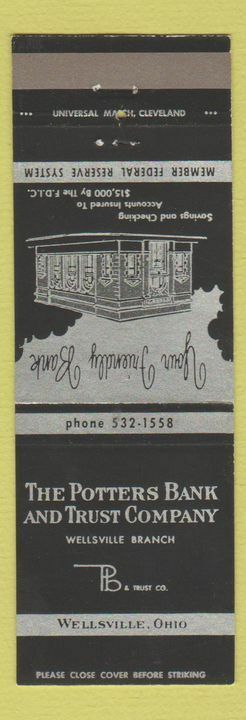 UNIVERSAL MATCH, CLEVELAND
MEMBER FEDERAL RESERVE SYSTEM
Savings and Checking
Accounts Insured To
$15,000 By The F.D.I.C.
Your Friendly Bank
phone 532-1558
THE POTTERS BANK
AND TRUST COMPANY
WELLSVILLE BRANCH
PB & TRUST CO.
WELLSVILLE, OHIO
PLEASE CLOSE COVER BEFORE STRIKING